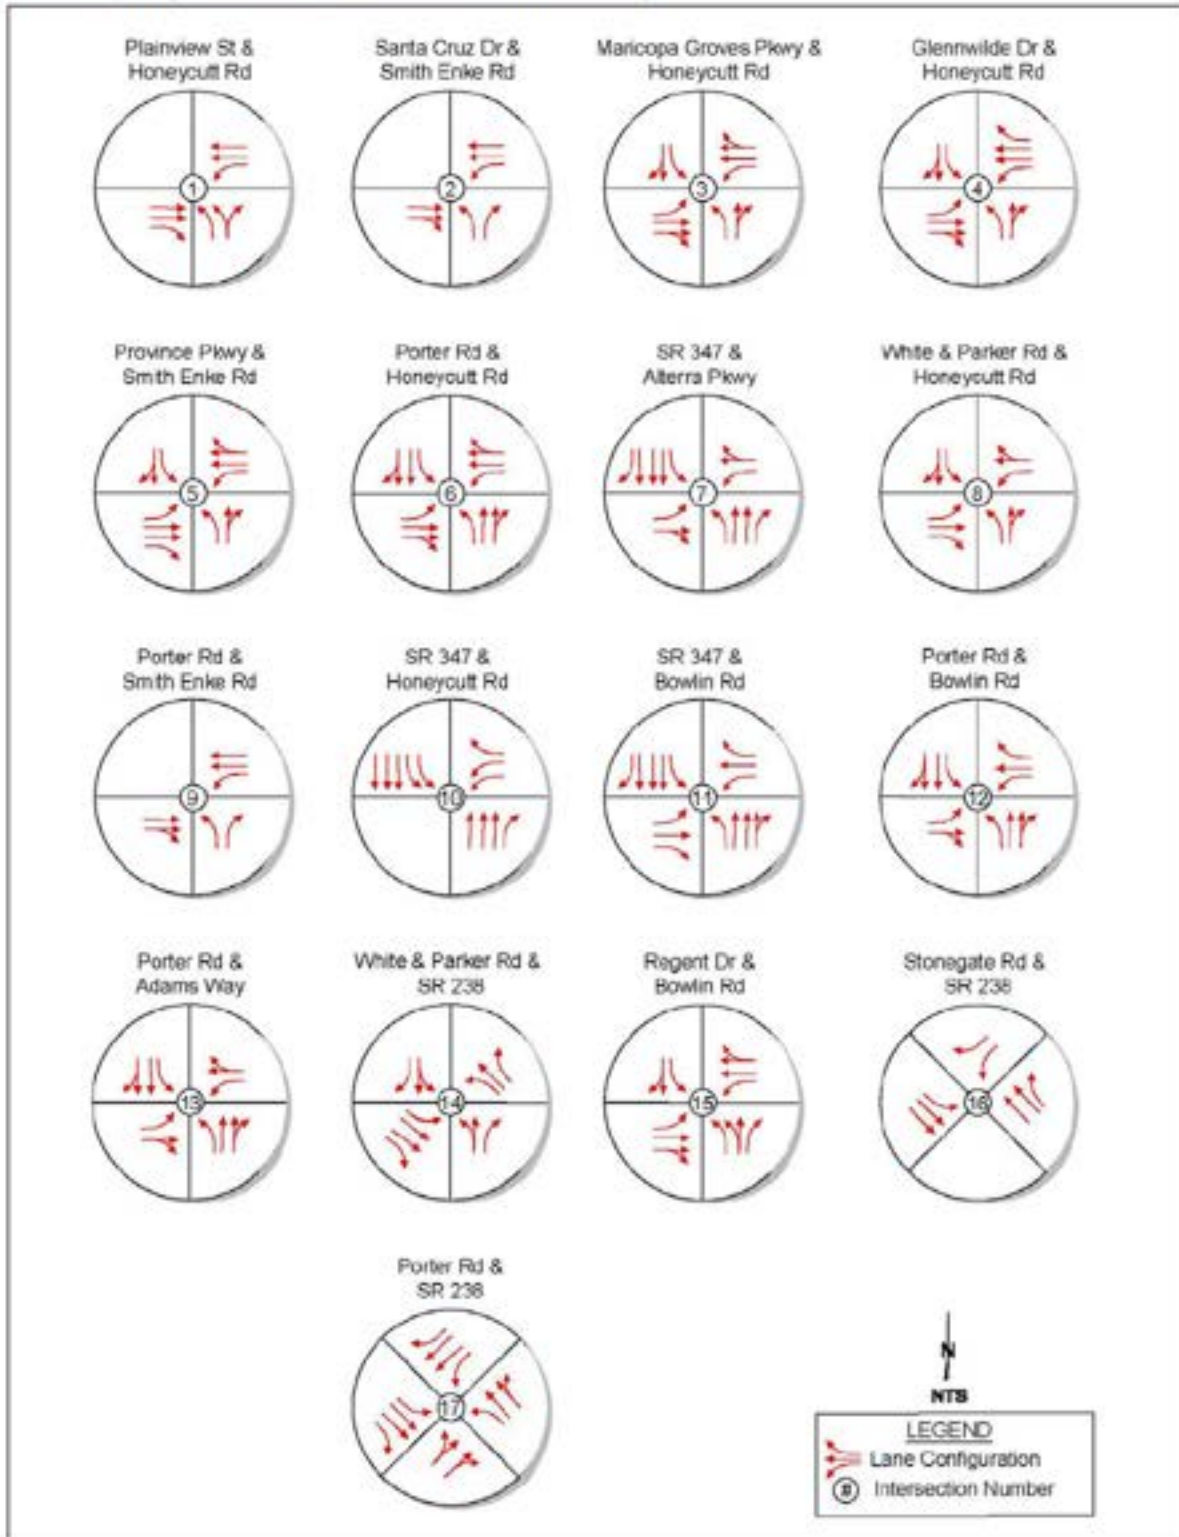 Plainview St &
Honeycutt Rd
1
Santa Cruz Dr &
Smith Enke Rd
2
Maricopa Groves Pkwy &
Honeycutt Rd
3
Glennwilde Dr &
Honeycutt Rd
4
Province Pkwy &
Smith Enke Rd
5
Porter Rd &
Honeycutt Rd
6
SR 347 &
Alterra Pkwy
7
White & Parker Rd &
Honeycutt Rd
8
Porter Rd &
Smith Enke Rd
9
SR 347 &
Honeycutt Rd
10
SR 347 &
Bowlin Rd
11
Porter Rd &
Bowlin Rd
12
Porter Rd &
Adams Way
13
White & Parker Rd &
SR 238
14
Regent Dr &
Bowlin Rd
15
Stonegate Rd &
SR 238
16
Porter Rd &
SR 238
17
N
NTS
LEGEND
Lane Configuration
# Intersection Number